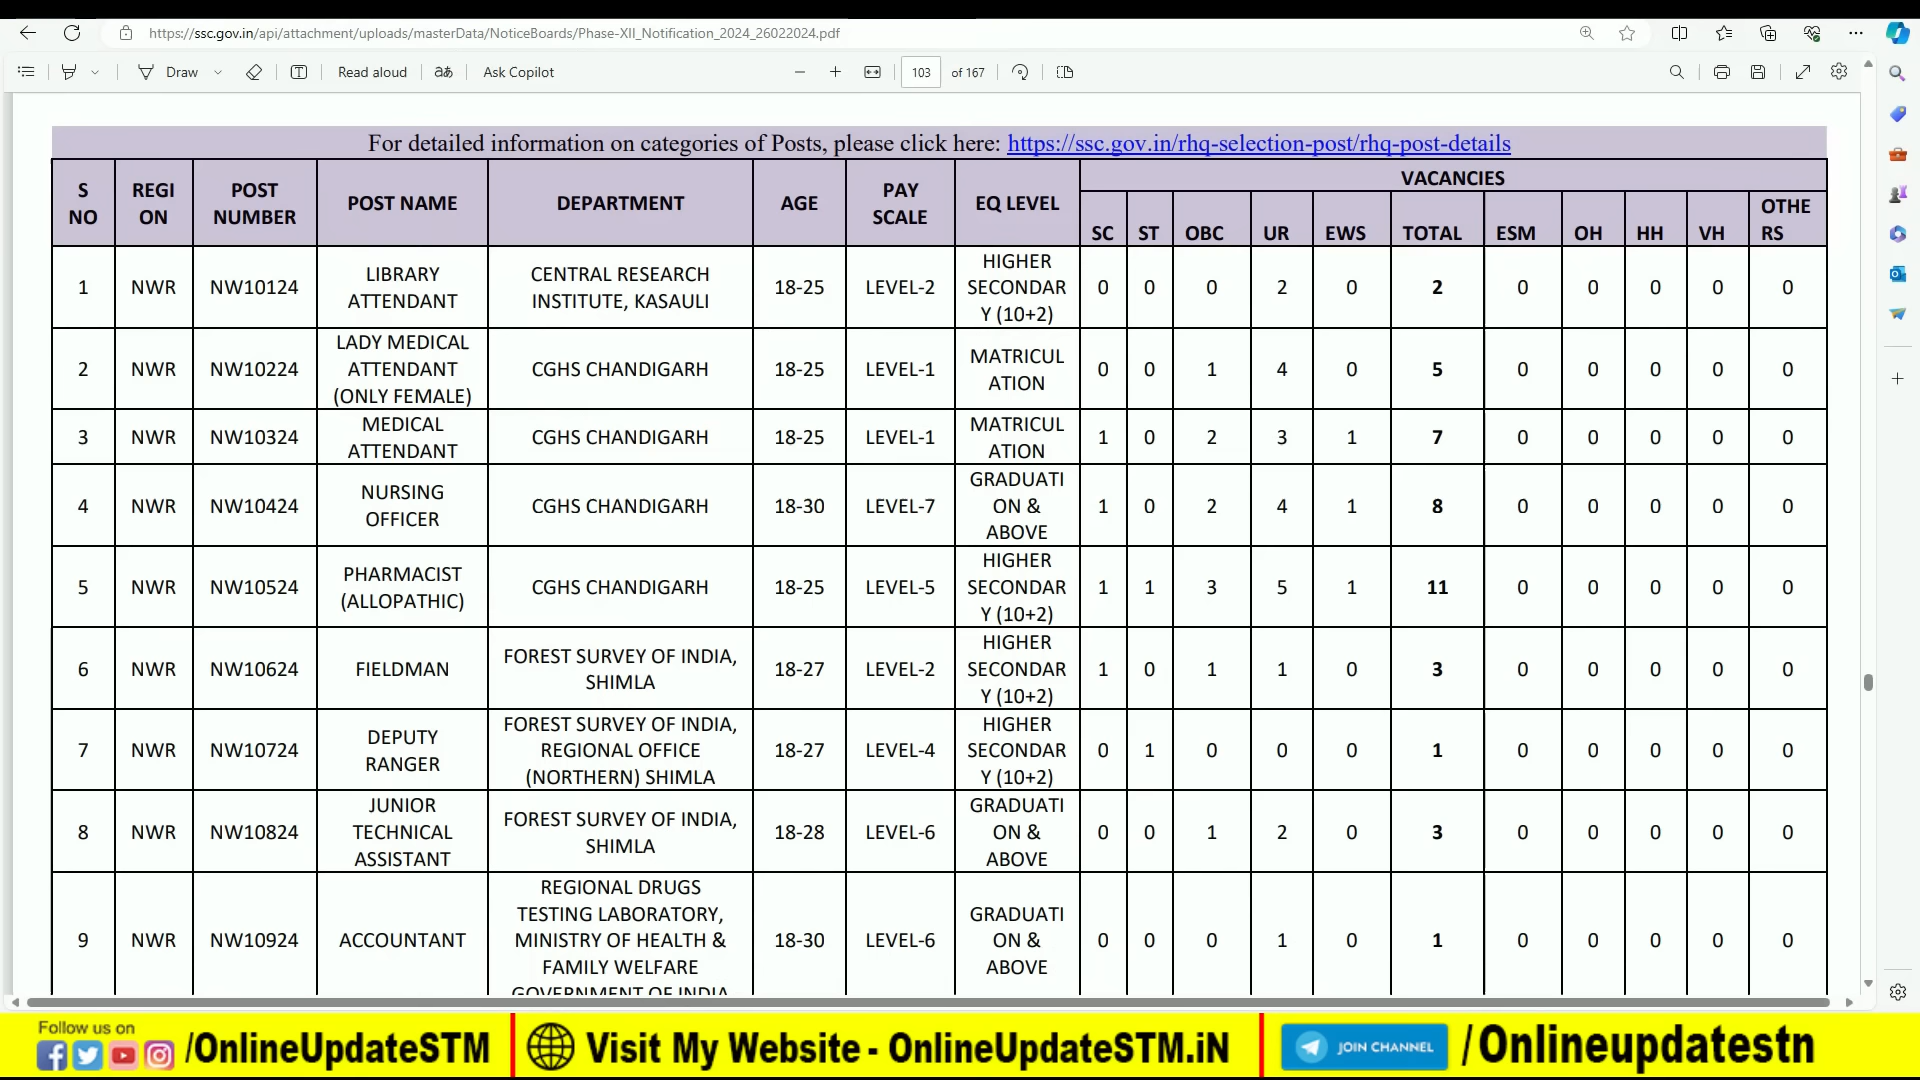 https://ssc.gov.in/api/attachment/uploads/masterData/NoticeBoards/Phase-XII_Notification_2024_26022024.pdf
Draw Read aloud Ask Copilot 103 of 167
For detailed information on categories of Posts, please click here: https://ssc.gov.in/rhq-selection-post/rhq-post-details
S NO REGI ON POST NUMBER POST NAME DEPARTMENT AGE PAY SCALE EQ LEVEL VACANCIES
SC ST OBC UR EWS TOTAL ESM OH HH VH OTHE RS
1 NWR NW10124 LIBRARY ATTENDANT CENTRAL RESEARCH INSTITUTE, KASAULI 18-25 LEVEL-2 HIGHER SECONDAR Y (10+2) 0 0 0 2 0 2 0 0 0 0 0
2 NWR NW10224 LADY MEDICAL ATTENDANT (ONLY FEMALE) CGHS CHANDIGARH 18-25 LEVEL-1 MATRICUL ATION 0 0 1 4 0 5 0 0 0 0 0
3 NWR NW10324 MEDICAL ATTENDANT CGHS CHANDIGARH 18-25 LEVEL-1 MATRICUL ATION 1 0 2 3 1 7 0 0 0 0 0
4 NWR NW10424 NURSING OFFICER CGHS CHANDIGARH 18-30 LEVEL-7 GRADUATI ON & ABOVE 1 0 2 4 1 8 0 0 0 0 0
5 NWR NW10524 PHARMACIST (ALLOPATHIC) CGHS CHANDIGARH 18-25 LEVEL-5 HIGHER SECONDAR Y (10+2) 1 1 3 5 1 11 0 0 0 0 0
6 NWR NW10624 FIELDMAN FOREST SURVEY OF INDIA, SHIMLA 18-27 LEVEL-2 HIGHER SECONDAR Y (10+2) 1 0 1 1 0 3 0 0 0 0 0
7 NWR NW10724 DEPUTY RANGER FOREST SURVEY OF INDIA, REGIONAL OFFICE (NORTHERN) SHIMLA 18-27 LEVEL-4 HIGHER SECONDAR Y (10+2) 0 1 0 0 0 1 0 0 0 0 0
8 NWR NW10824 JUNIOR TECHNICAL ASSISTANT FOREST SURVEY OF INDIA, SHIMLA 18-28 LEVEL-6 GRADUATI ON & ABOVE 0 0 1 2 0 3 0 0 0 0 0
9 NWR NW10924 ACCOUNTANT REGIONAL DRUGS TESTING LABORATORY, MINISTRY OF HEALTH & FAMILY WELFARE GOVERNMENT OF INDIA 18-30 LEVEL-6 GRADUATI ON & ABOVE 0 0 0 1 0 1 0 0 0 0 0
Follow us on
/OnlineUpdateSTM Visit My Website - OnlineUpdateSTM.iN JOIN CHANNEL /Onlineupdatestn